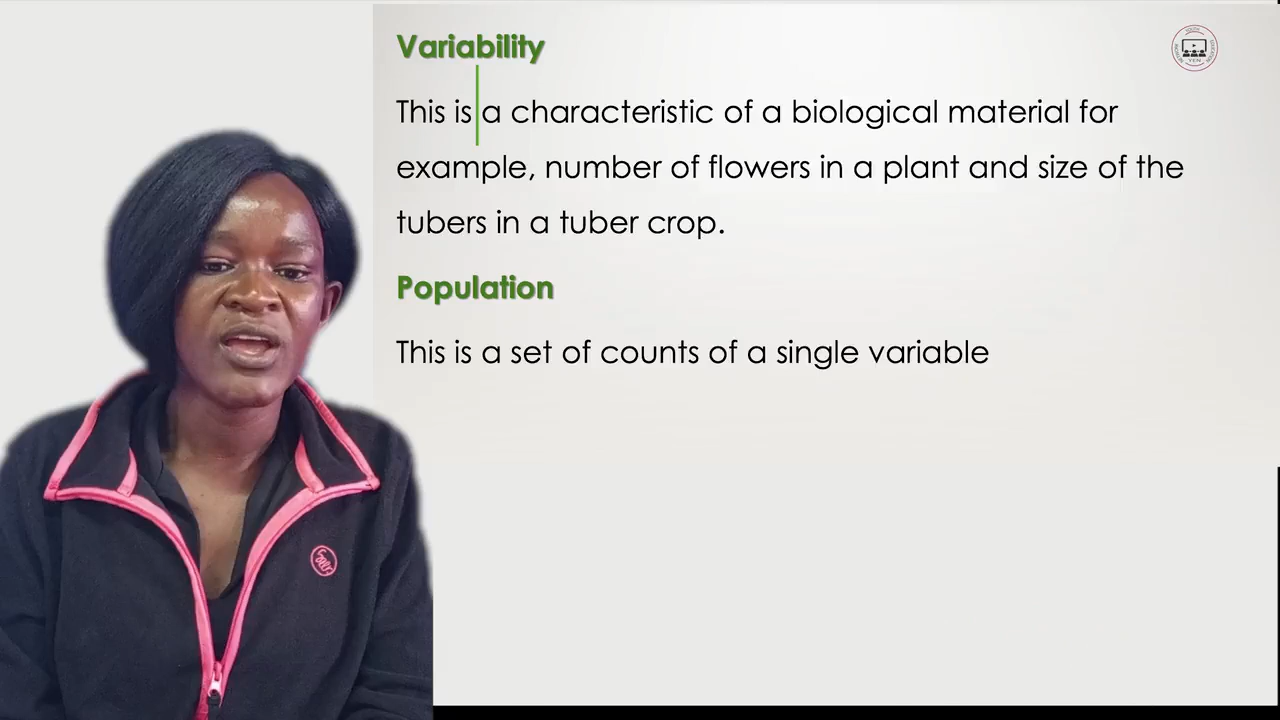 Variability
This is a characteristic of a biological material for
example, number of flowers in a plant and size of the
tubers in a tuber crop.
Population
This is a set of counts of a single variable
YEN